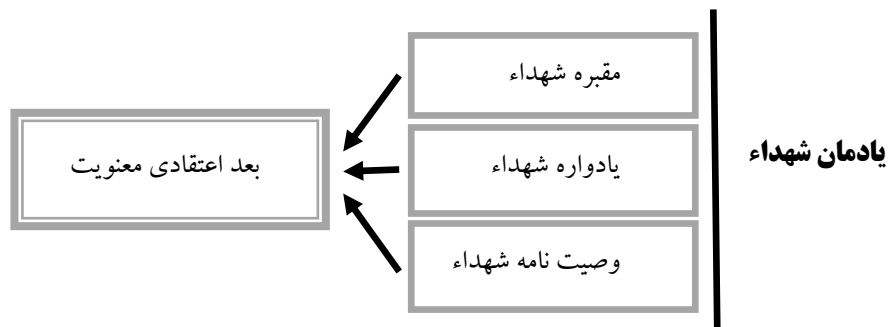 یادمان شهداء
مقبره شهداء
یادواره شهداء
وصیت نامه شهداء
بعد اعتقادی معنویت